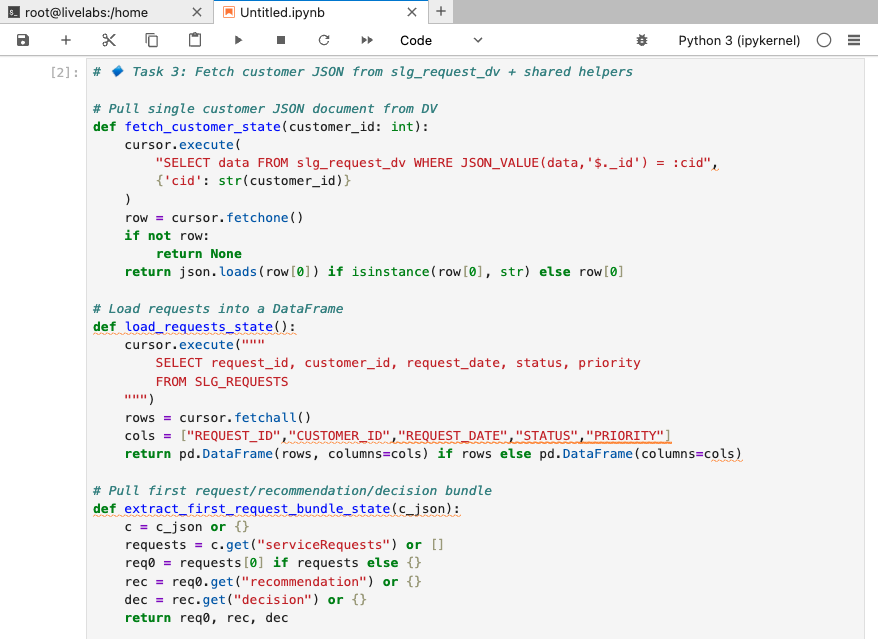 root@livelabs:/home
Untitled.ipynb
Code
Python 3 (ipykernel)
[2]:
# 🔷 Task 3: Fetch customer JSON from slg_request_dv + shared helpers
# Pull single customer JSON document from DV
def fetch_customer_state(customer_id: int):
    cursor.execute(
        "SELECT data FROM slg_request_dv WHERE JSON_VALUE(data,'$._id') = :cid",
        {'cid': str(customer_id)}
    )
    row = cursor.fetchone()
    if not row:
        return None
    return json.loads(row[0]) if isinstance(row[0], str) else row[0]
# Load requests into a DataFrame
def load_requests_state():
    cursor.execute("""
        SELECT request_id, customer_id, request_date, status, priority
        FROM SLG_REQUESTS
    """)
    rows = cursor.fetchall()
    cols = ["REQUEST_ID","CUSTOMER_ID","REQUEST_DATE","STATUS","PRIORITY"]
    return pd.DataFrame(rows, columns=cols) if rows else pd.DataFrame(columns=cols)
# Pull first request/recommendation/decision bundle
def extract_first_request_bundle_state(c_json):
    c = c_json or {}
    requests = c.get("serviceRequests") or []
    req0 = requests[0] if requests else {}
    rec = req0.get("recommendation") or {}
    dec = rec.get("decision") or {}
    return req0, rec, dec